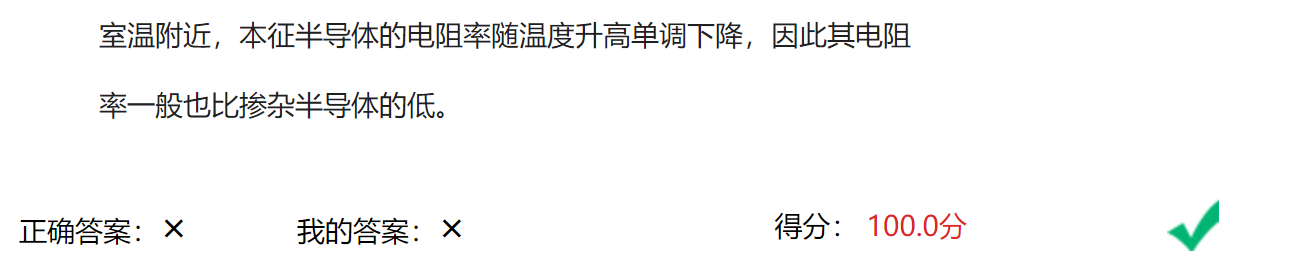 室温附近，本征半导体的电阻率随温度升高单调下降，因此其电阻
率一般也比掺杂半导体的低。
正确答案：× 我的答案：× 得分： 100.0分